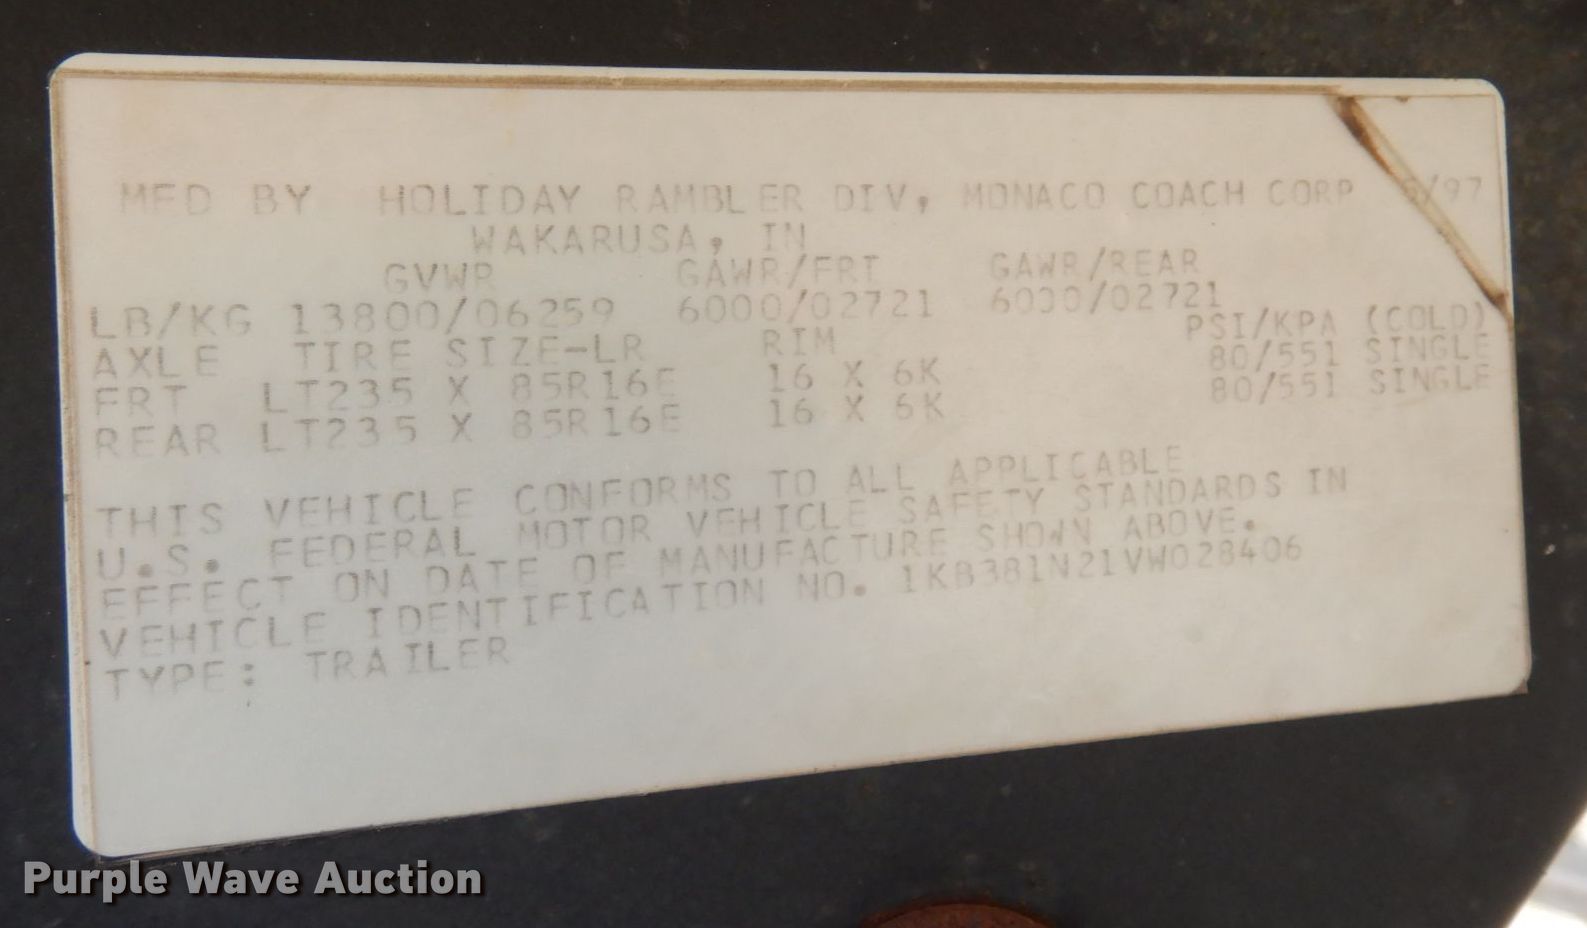 MFD BY HOLIDAY RAMBLER DIV, MONACO COACH CORP /97
WAKARUSA, IN
GVWR GAWR/FRT GAWR/REAR
LB/KG 13800/06259 6000/02721 6000/02721
AXLE TIRE SIZE-LR RIM PSI/KPA (COLD)
FRT LT235 X 85R16E 16 X 6K 80/551 SINGLE
REAR LT235 X 85R16E 16 X 6K 80/551 SINGLE
THIS VEHICLE CONFORMS TO ALL APPLICABLE
U.S. FEDERAL MOTOR VEHICLE SAFETY STANDARDS IN
EFFECT ON DATE OF MANUFACTURE SHOWN ABOVE.
VEHICLE IDENTIFICATION NO. 1KB381N21VW028406
TYPE: TRAILER
Purple Wave Auction